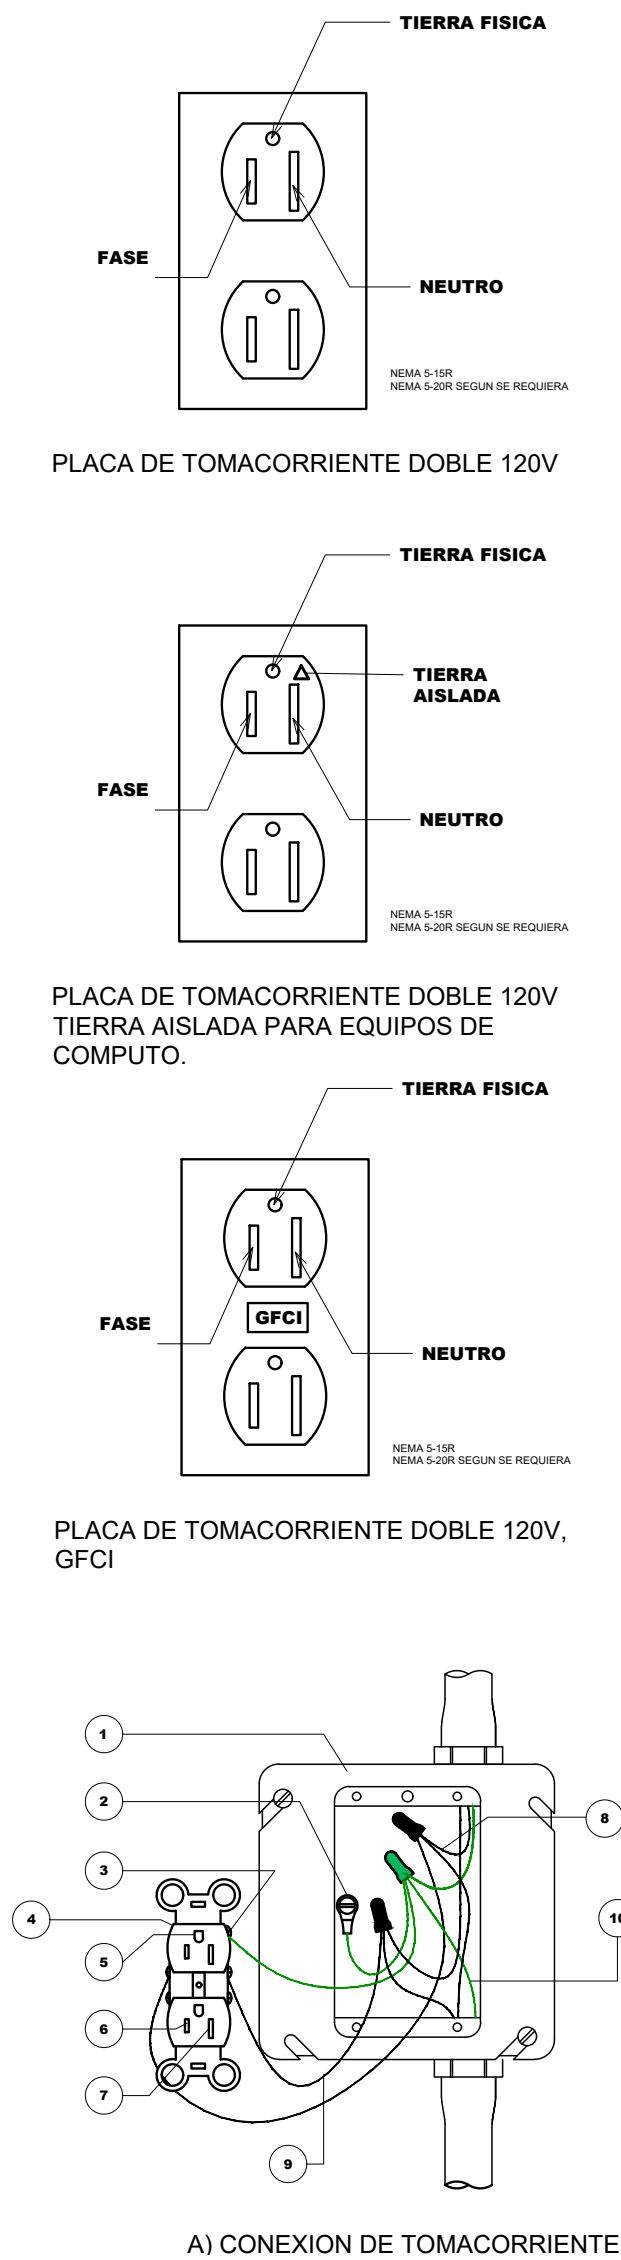 TIERRA FISICA
FASE
NEUTRO
NEMA 5-15R
NEMA 5-20R SEGUN SE REQUIERA
PLACA DE TOMACORRIENTE DOBLE 120V
TIERRA FISICA
TIERRA
AISLADA
FASE
NEUTRO
NEMA 5-15R
NEMA 5-20R SEGUN SE REQUIERA
PLACA DE TOMACORRIENTE DOBLE 120V
TIERRA AISLADA PARA EQUIPOS DE
COMPUTO.
TIERRA FISICA
FASE
GFCI
NEUTRO
NEMA 5-15R
NEMA 5-20R SEGUN SE REQUIERA
PLACA DE TOMACORRIENTE DOBLE 120V,
GFCI
1
2
8
3
4
10
5
6
7
9
A) CONEXION DE TOMACORRIENTE